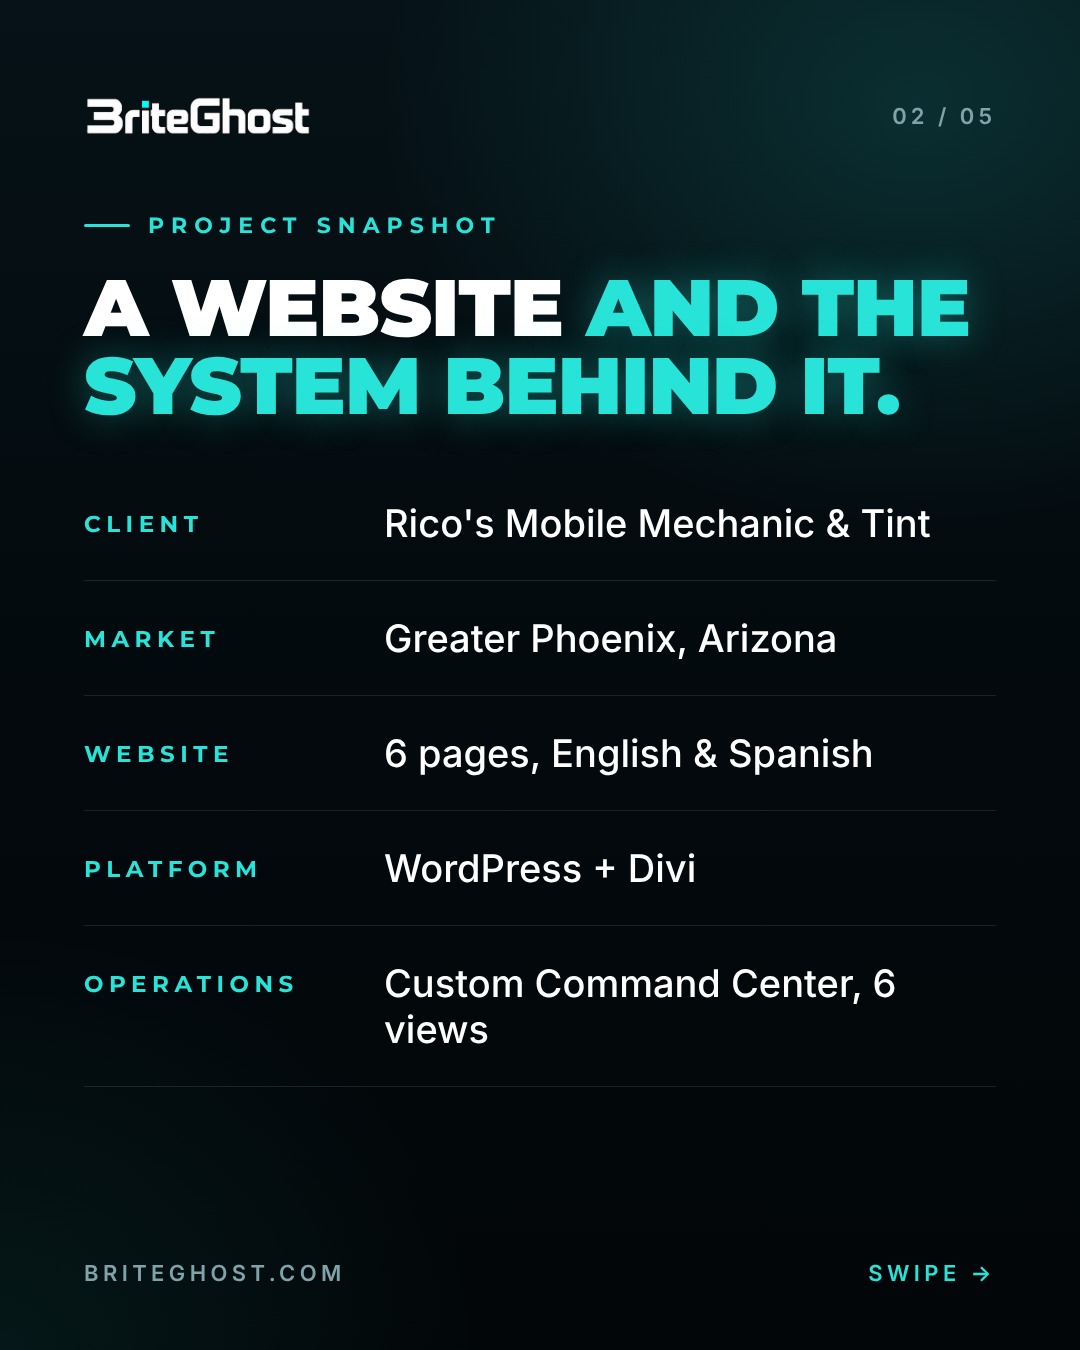 BriteGhost
02 / 05
PROJECT SNAPSHOT
A WEBSITE AND THE
SYSTEM BEHIND IT.
CLIENT Rico's Mobile Mechanic & Tint
MARKET Greater Phoenix, Arizona
WEBSITE 6 pages, English & Spanish
PLATFORM WordPress + Divi
OPERATIONS Custom Command Center, 6
views
BRITEGHOST.COM
SWIPE →